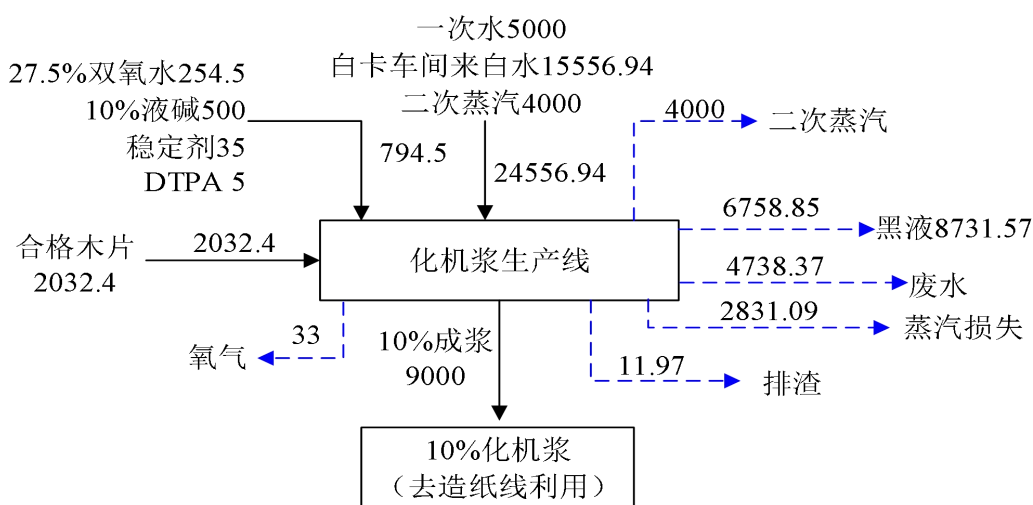 一次水5000
白卡车间来白水15556.94
二次蒸汽4000
27.5%双氧水254.5
10%液碱500
稳定剂35
DTPA 5
794.5
24556.94
4000
二次蒸汽
合格木片
2032.4
2032.4
化机浆生产线
6758.85
黑液8731.57
4738.37
废水
2831.09
蒸汽损失
33
氧气
10%成浆
9000
11.97
排渣
10%化机浆
（去造纸线利用）